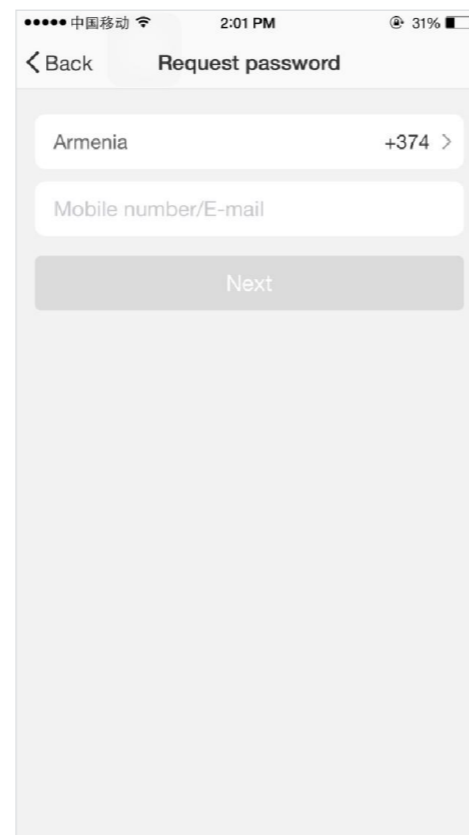 中国移动 2:01 PM 31%
Back Request password
Armenia +374
Mobile number/E-mail
Next